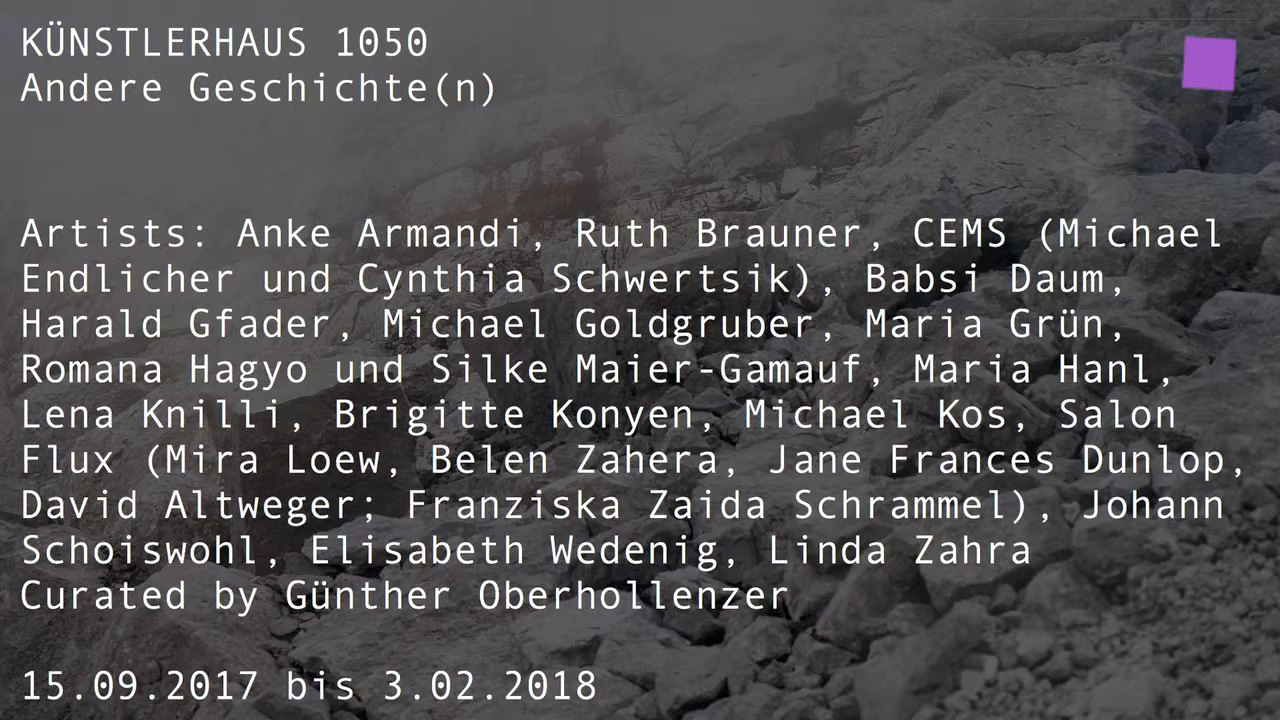 KÜNSTLERHAUS 1050
Andere Geschichte(n)
Artists: Anke Armandi, Ruth Brauner, CEMS (Michael
Endlicher und Cynthia Schwertsik), Babsi Daum,
Harald Gfader, Michael Goldgruber, Maria Grün,
Romana Hagyo und Silke Maier-Gamauf, Maria Hanl,
Lena Knilli, Brigitte Konyen, Michael Kos, Salon
Flux (Mira Loew, Belen Zahera, Jane Frances Dunlop,
David Altweger; Franziska Zaida Schrammel), Johann
Schoiswohl, Elisabeth Wedenig, Linda Zahra
Curated by Günther Oberhollenzer
15.09.2017 bis 3.02.2018